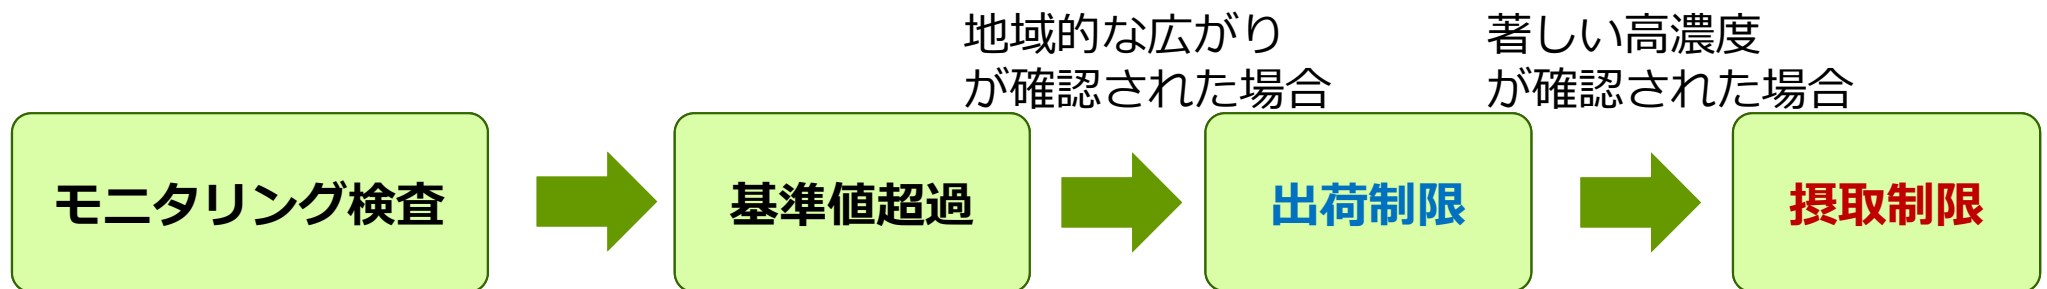 地域的な広がり
が確認された場合
著しい高濃度
が確認された場合
モニタリング検査
基準値超過
出荷制限
摂取制限